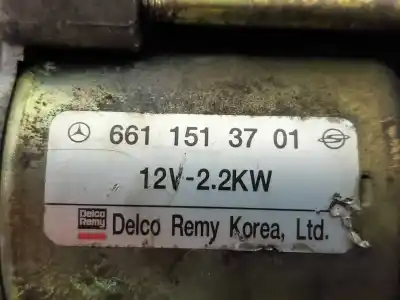 661 151 37 01
12V-2.2KW
Delco Remy
Delco Remy Korea, Ltd.